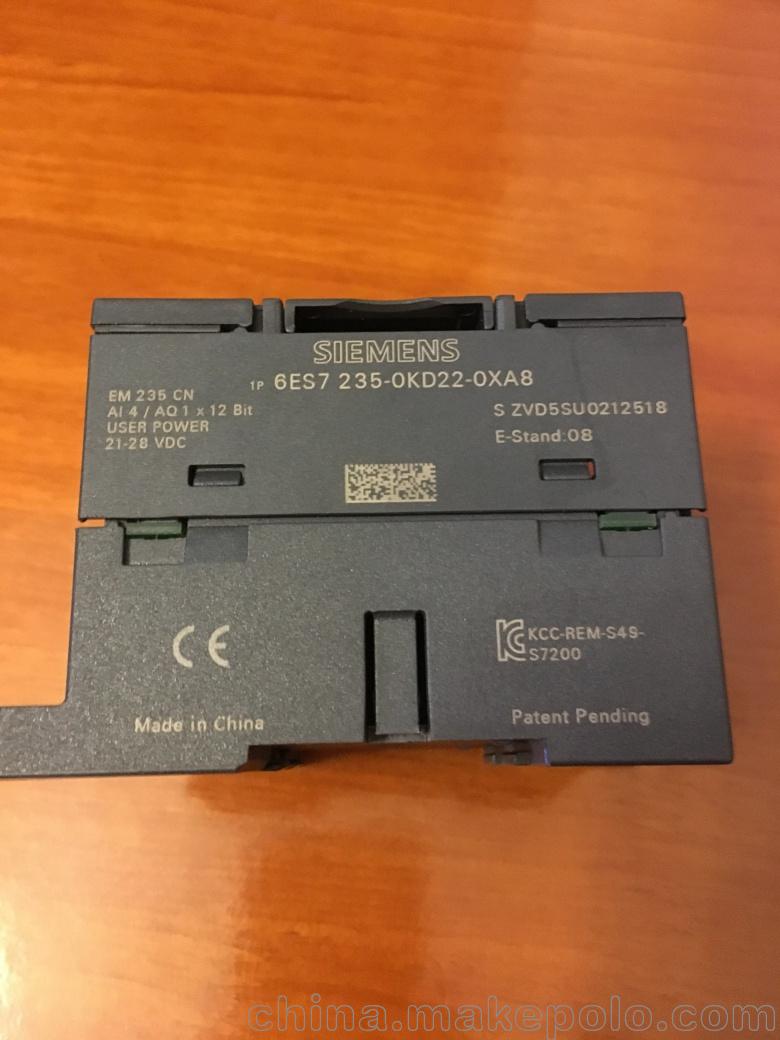 SIEMENS
1P 6ES7 235-0KD22-0XA8
EM 235 CN
AI 4 / AQ 1 x 12 Bit
USER POWER
21-28 VDC
S ZVD5SU0212518
E-Stand:08
CE
KCC-REM-S49-
S7200
Made in China
Patent Pending
china.makepolo.com